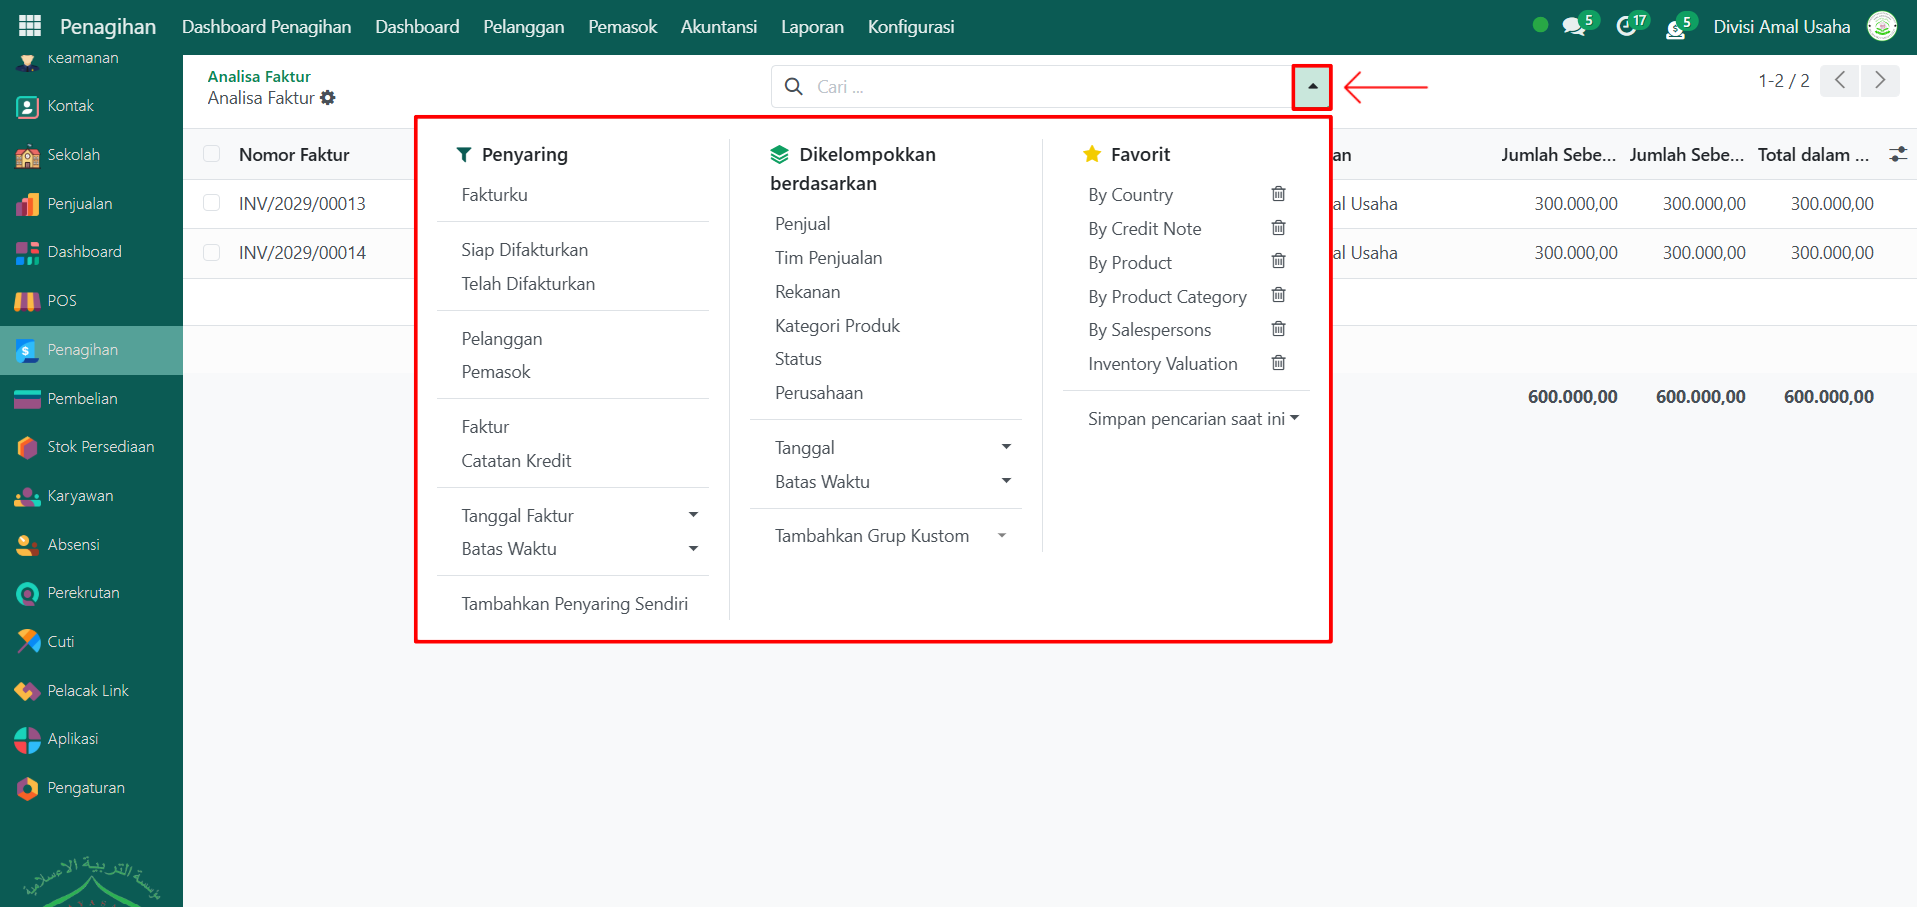 Penagihan
Dashboard Penagihan
Dashboard
Pelanggan
Pemasok
Akuntansi
Laporan
Konfigurasi
5
17
5
Divisi Amal Usaha
Keamanan
Kontak
Sekolah
Penjualan
Dashboard
POS
Penagihan
Pembelian
Stok Persediaan
Karyawan
Absensi
Perekrutan
Cuti
Pelacak Link
Aplikasi
Pengaturan
مؤسسة التربية الإسلامية
Analisa Faktur
Analisa Faktur
Cari ...
1-2 / 2
Nomor Faktur
an
Jumlah Sebe...
Jumlah Sebe...
Total dalam ...
INV/2029/00013
al Usaha
300.000,00
300.000,00
300.000,00
INV/2029/00014
al Usaha
300.000,00
300.000,00
300.000,00
600.000,00
600.000,00
600.000,00
Penyaring
Fakturku
Siap Difakturkan
Telah Difakturkan
Pelanggan
Pemasok
Faktur
Catatan Kredit
Tanggal Faktur
Batas Waktu
Tambahkan Penyaring Sendiri
Dikelompokkan
berdasarkan
Penjual
Tim Penjualan
Rekanan
Kategori Produk
Status
Perusahaan
Tanggal
Batas Waktu
Tambahkan Grup Kustom
Favorit
By Country
By Credit Note
By Product
By Product Category
By Salespersons
Inventory Valuation
Simpan pencarian saat ini